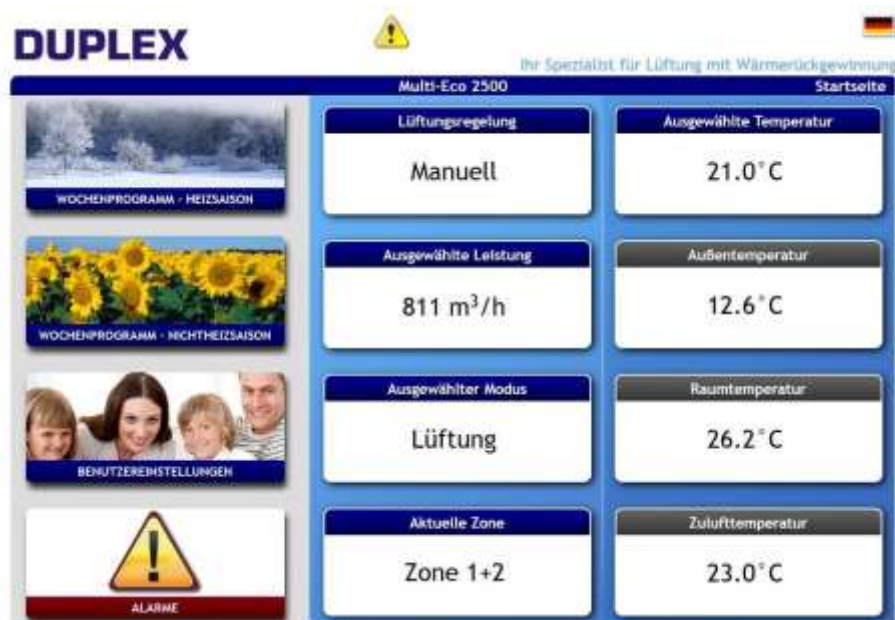 DUPLEX
Ihr Spezialist für Lüftung mit Wärmerückgewinnung
Multi-Eco 2500
Startseite
WOCHENPROGRAMM - HEIZSAISON
Lüftungsregelung
Manuell
Ausgewählte Temperatur
21.0°C
WOCHENPROGRAMM - NICHTHEIZSAISON
Ausgewählte Leistung
811 m³/h
Außentemperatur
12.6°C
BENUTZEREINSTELLUNGEN
Ausgewählter Modus
Lüftung
Raumtemperatur
26.2°C
ALARME
Aktuelle Zone
Zone 1+2
Zulufttemperatur
23.0°C